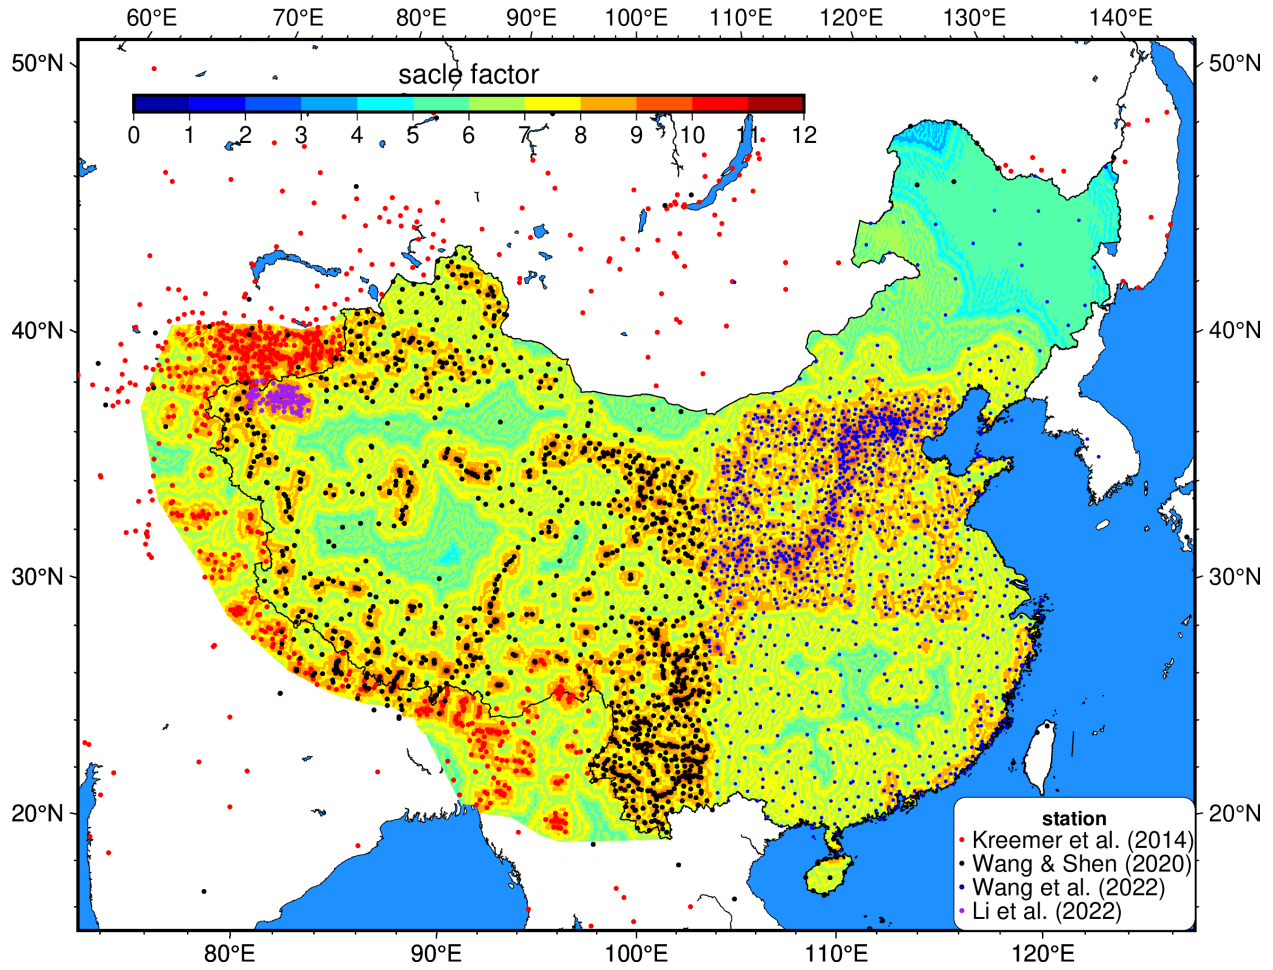 60°E 70°E 80°E 90°E 100°E 110°E 120°E 130°E 140°E
50°N 50°N
sacle factor
0 1 2 3 4 5 6 7 8 9 10 11 12
40°N 40°N
30°N 30°N
20°N 20°N
station
Kreemer et al. (2014)
Wang & Shen (2020)
Wang et al. (2022)
Li et al. (2022)
80°E 90°E 100°E 110°E 120°E